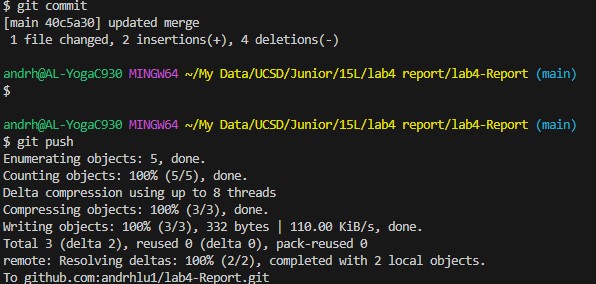 $ git commit
[main 40c5a30] updated merge
 1 file changed, 2 insertions(+), 4 deletions(-)
andrh@AL-YogaC930 MINGW64 ~/My Data/UCSD/Junior/15L/lab4 report/lab4-Report (main)
$
andrh@AL-YogaC930 MINGW64 ~/My Data/UCSD/Junior/15L/lab4 report/lab4-Report (main)
$ git push
Enumerating objects: 5, done.
Counting objects: 100% (5/5), done.
Delta compression using up to 8 threads
Compressing objects: 100% (3/3), done.
Writing objects: 100% (3/3), 332 bytes | 110.00 KiB/s, done.
Total 3 (delta 2), reused 0 (delta 0), pack-reused 0
remote: Resolving deltas: 100% (2/2), completed with 2 local objects.
To github.com:andrhlu1/lab4-Report.git